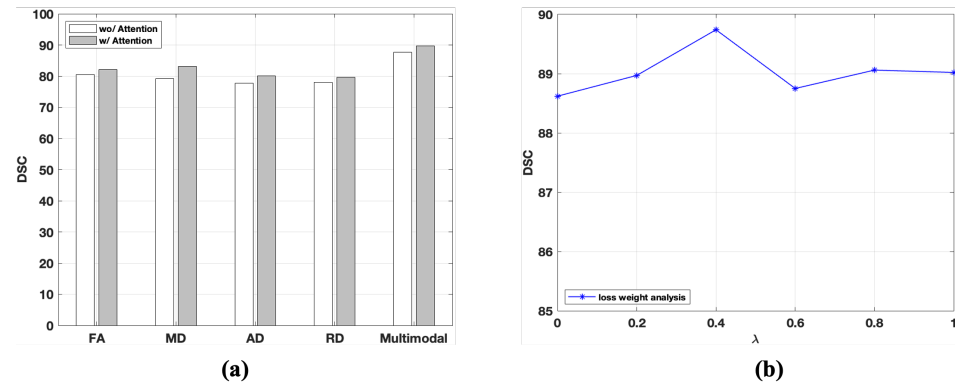 100
90
80
70
60
50
40
30
20
10
0
DSC
wo/ Attention
w/ Attention
FA MD AD RD Multimodal
(a)
90
89
88
87
86
85
DSC
loss weight analysis
0 0.2 0.4 0.6 0.8 1
λ
(b)